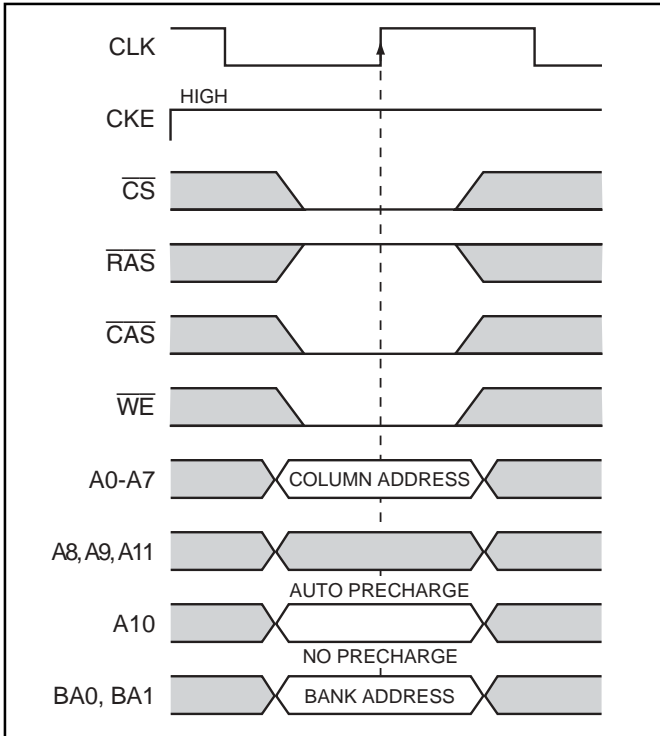 CLK
HIGH
CKE
CS
RAS
CAS
WE
A0-A7 COLUMN ADDRESS
A8, A9, A11
AUTO PRECHARGE
A10
NO PRECHARGE
BA0, BA1 BANK ADDRESS